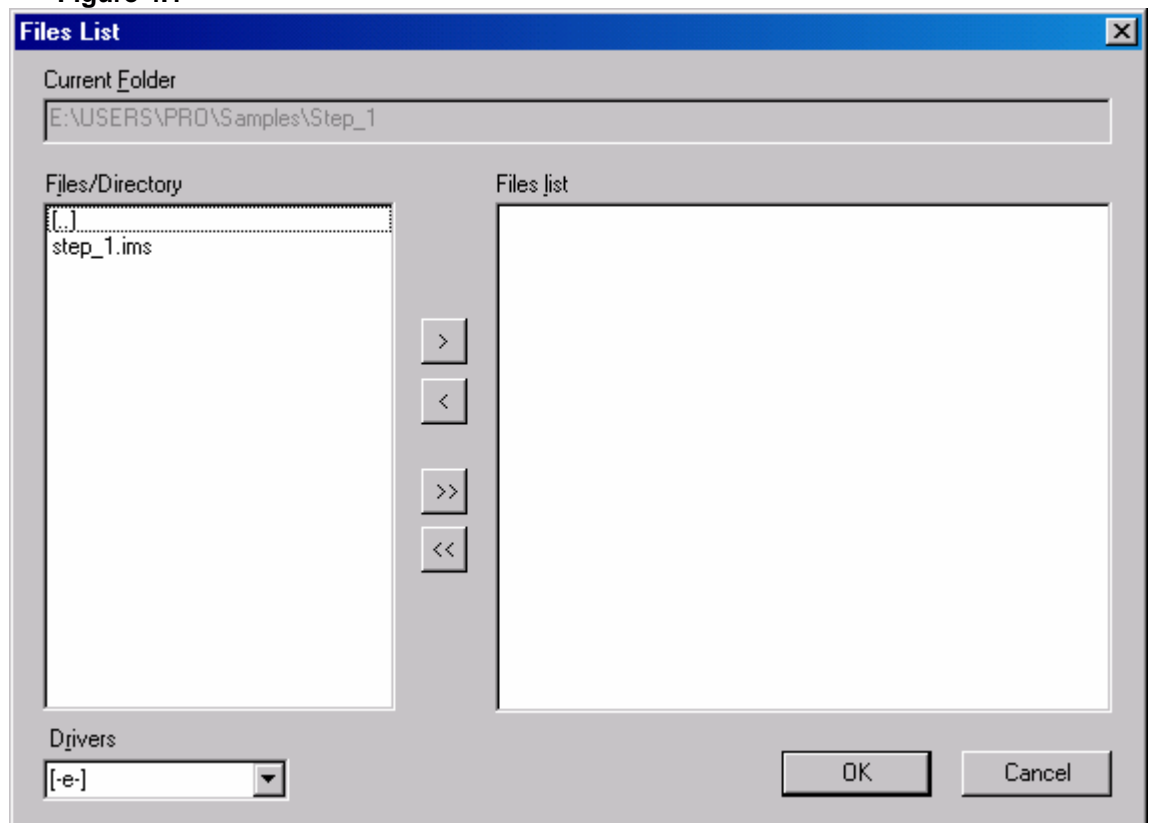 Files List
Current Folder
E:\USERS\PRO\Samples\Step_1
Files/Directory
Files list
[..]
step_1.ims
>
<
>>
<<
Drivers
[-e-]
OK
Cancel